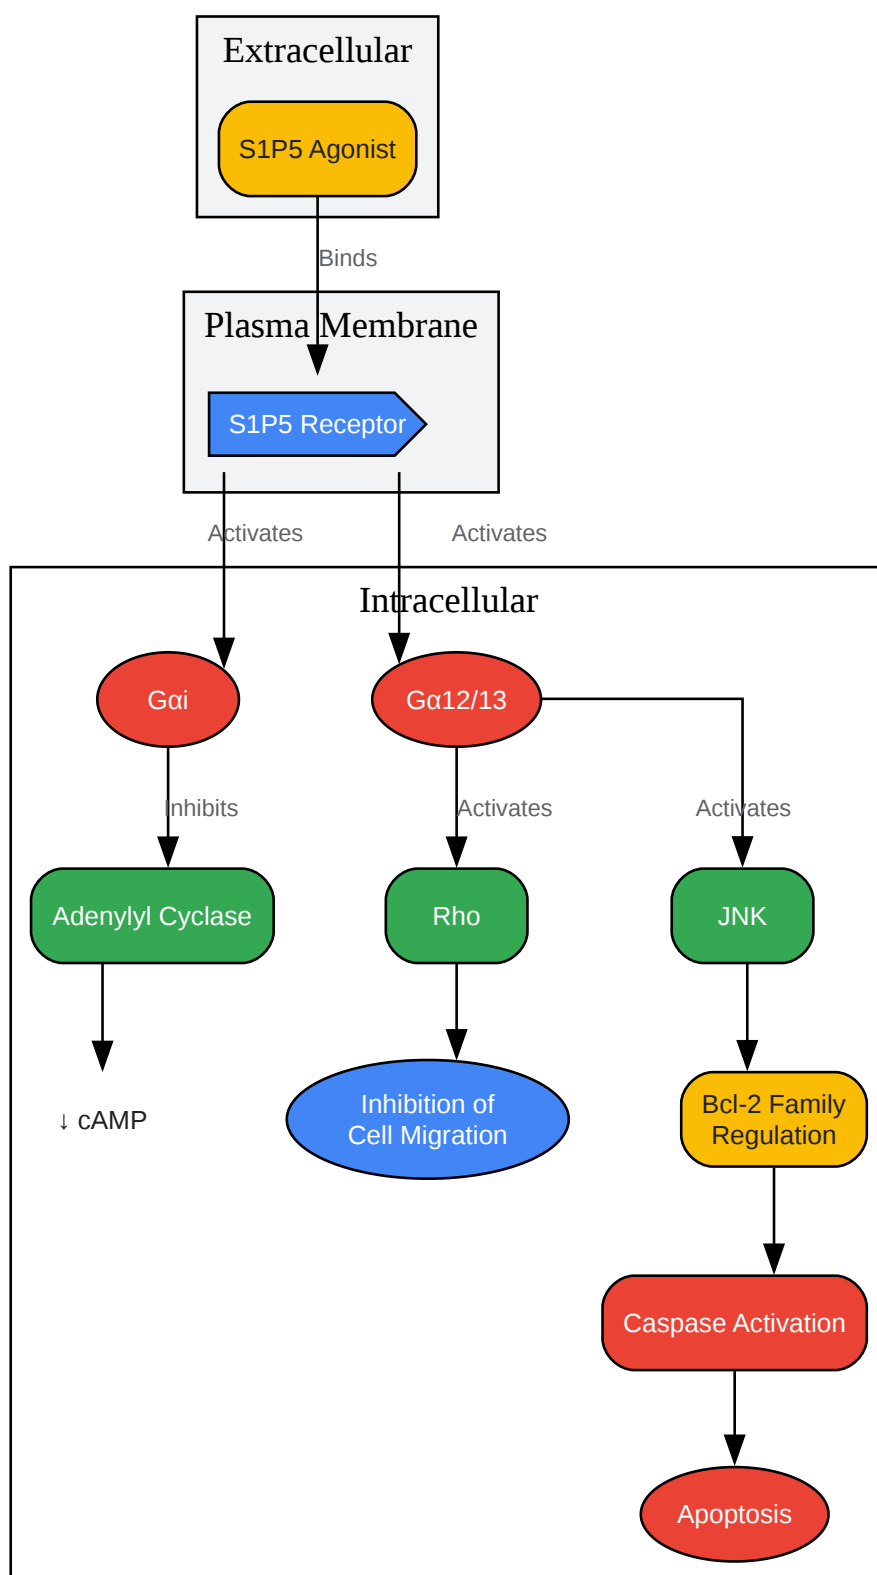 Extracellular
S1P5 Agonist
Binds
Plasma Membrane
S1P5 Receptor
Activates
Activates
Intracellular
Gαi
Gα12/13
Inhibits
Activates
Activates
Adenylyl Cyclase
Rho
JNK
↓ cAMP
Inhibition of
Cell Migration
Bcl-2 Family
Regulation
Caspase Activation
Apoptosis